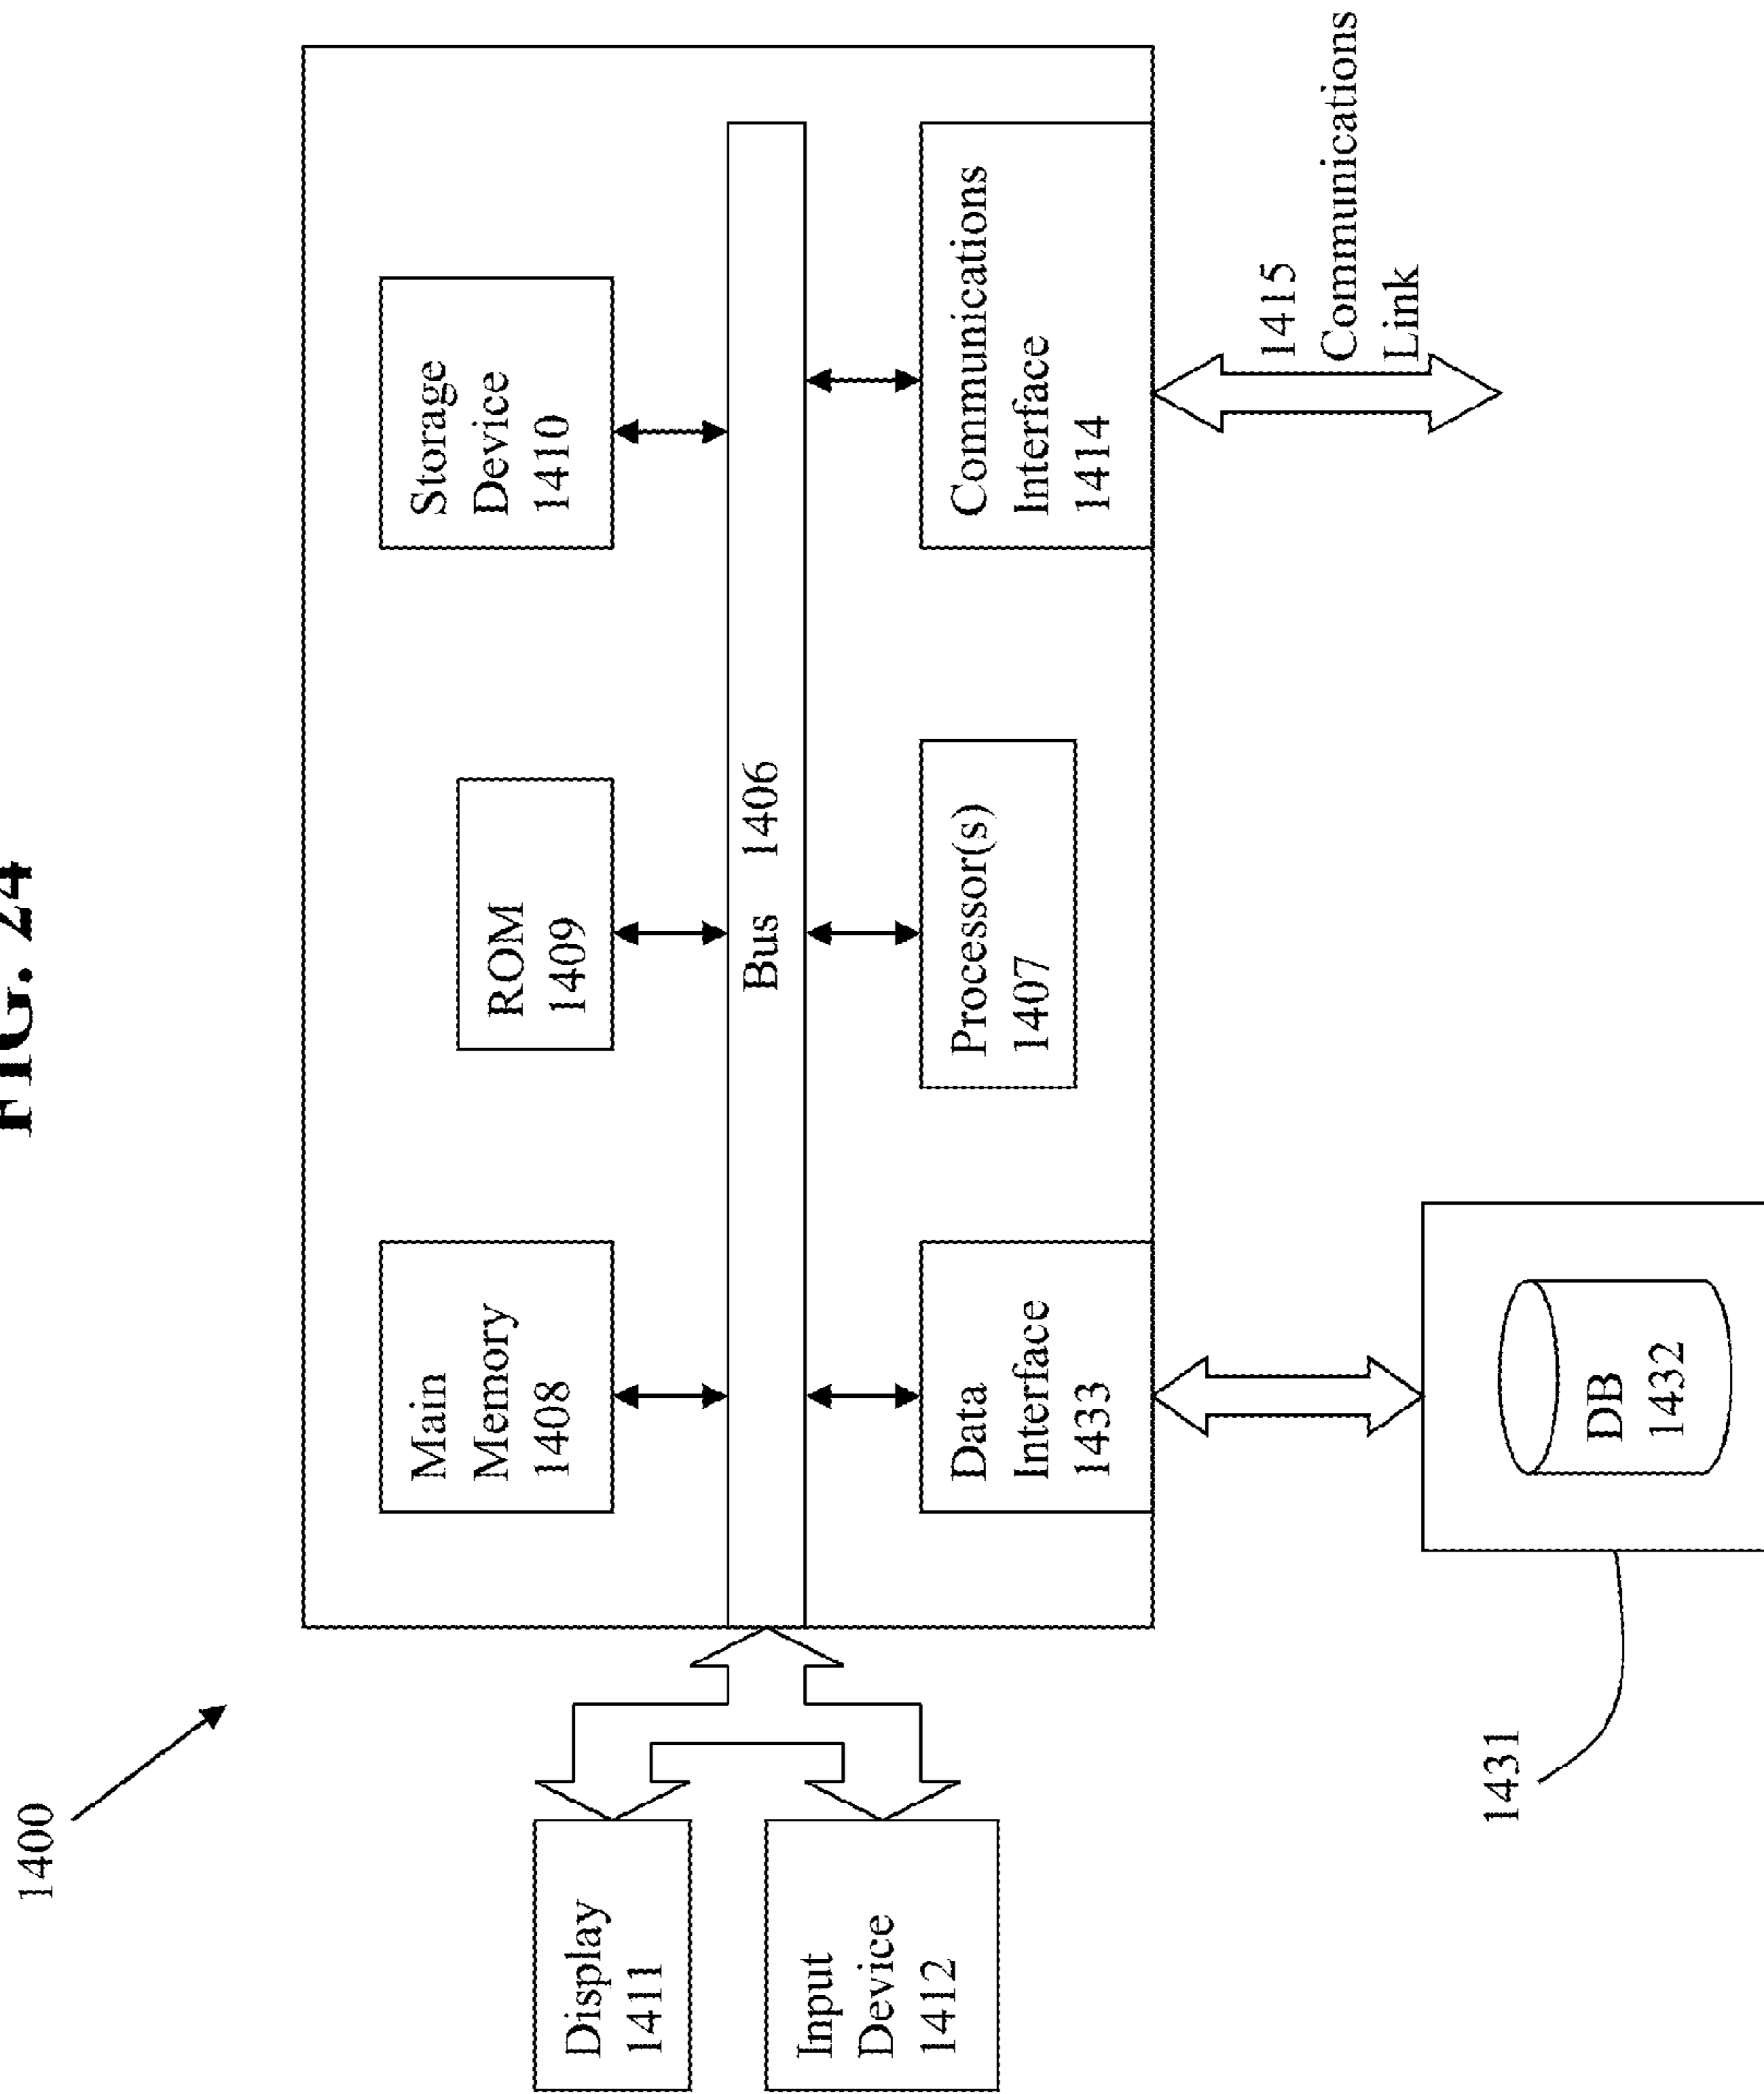 FIG. 24
1400
Display
1411
Input
Device
1412
Main
Memory
1408
ROM
1409
Storage
Device
1410
Bus 1406
Data
Interface
1433
Processor(s)
1407
Communications
Interface
1414
1415
Communications
Link
1431
DB
1432